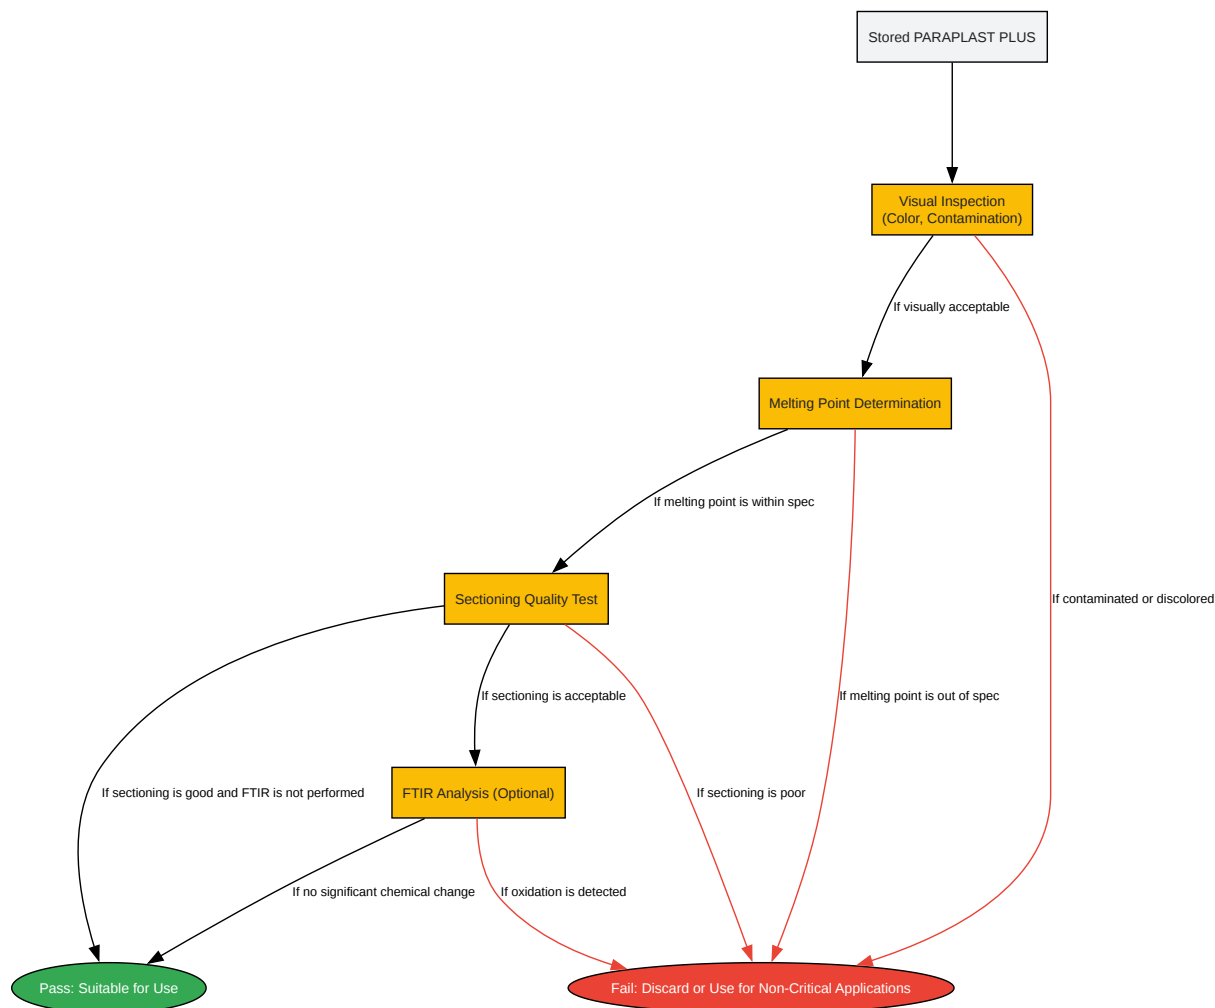 Stored PARAPLAST PLUS
Visual Inspection
(Color, Contamination)
If visually acceptable
Melting Point Determination
If melting point is within spec
Sectioning Quality Test
If contaminated or discolored
If sectioning is acceptable
If melting point is out of spec
If sectioning is good and FTIR is not performed
FTIR Analysis (Optional)
If sectioning is poor
If no significant chemical change
If oxidation is detected
Pass: Suitable for Use
Fail: Discard or Use for Non-Critical Applications